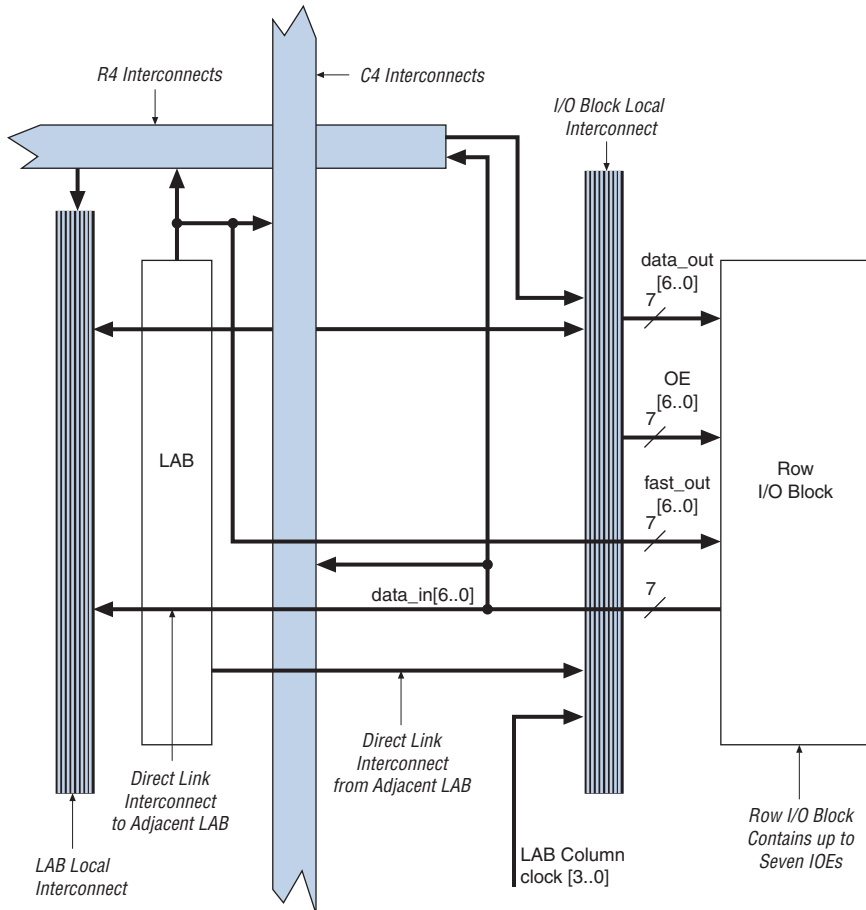 R4 Interconnects
C4 Interconnects
I/O Block Local
Interconnect
data_out
[6..0]
7
OE
[6..0]
7
LAB
fast_out
[6..0]
7
Row
I/O Block
data_in[6..0]
7
Direct Link
Interconnect
to Adjacent LAB
Direct Link
Interconnect
from Adjacent LAB
LAB Local
Interconnect
LAB Column
clock [3..0]
Row I/O Block
Contains up to
Seven IOEs